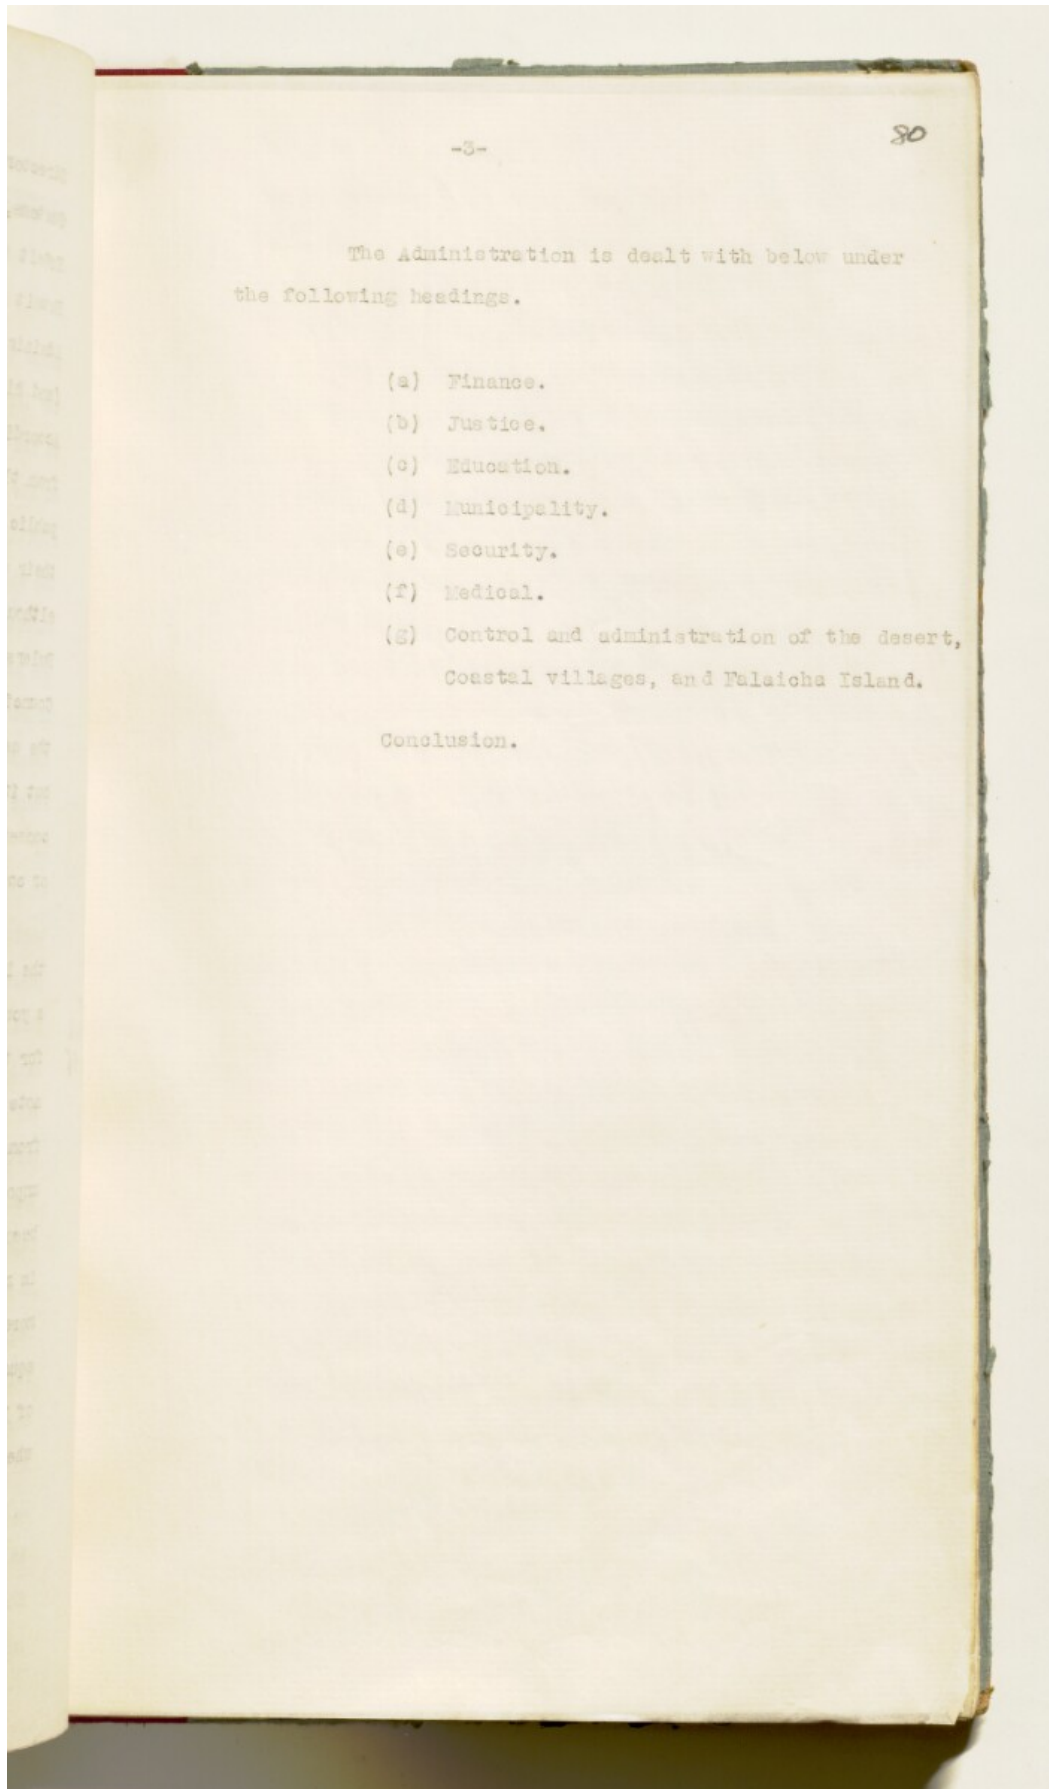 -3-
80
The Administration is dealt with below under
the following headings.
(a) Finance.
(b) Justice.
(c) Education.
(d) Municipality.
(e) Security.
(f) Medical.
(g) Control and administration of the desert,
Coastal villages, and Falaicha Island.
Conclusion.